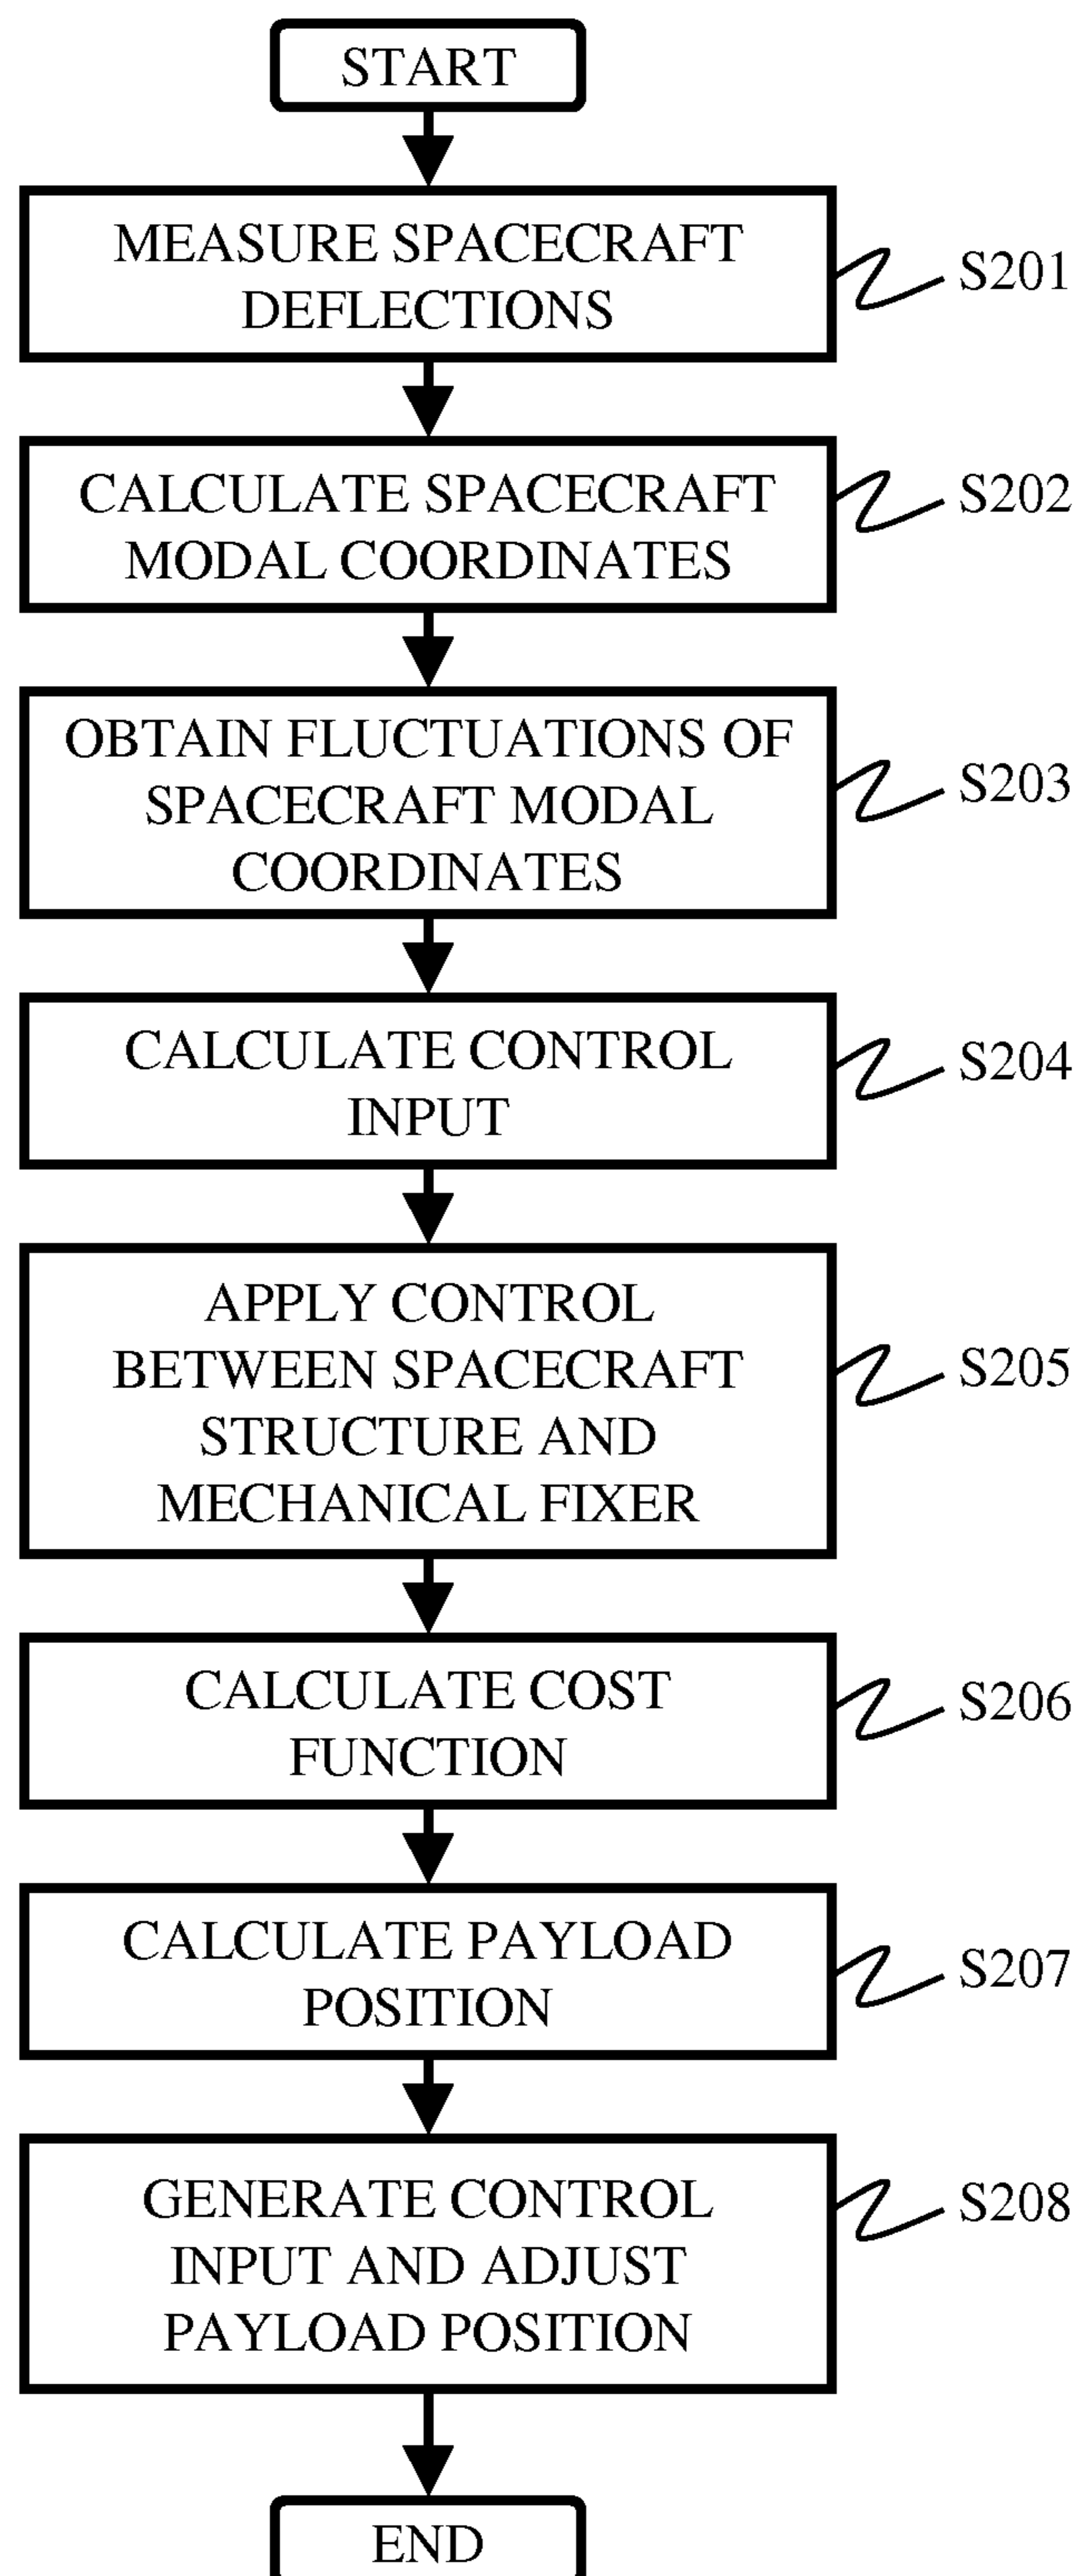 START
MEASURE SPACECRAFT
DEFLECTIONS
S201
CALCULATE SPACECRAFT
MODAL COORDINATES
S202
OBTAIN FLUCTUATIONS OF
SPACECRAFT MODAL
COORDINATES
S203
CALCULATE CONTROL
INPUT
S204
APPLY CONTROL
BETWEEN SPACECRAFT
STRUCTURE AND
MECHANICAL FIXER
S205
CALCULATE COST
FUNCTION
S206
CALCULATE PAYLOAD
POSITION
S207
GENERATE CONTROL
INPUT AND ADJUST
PAYLOAD POSITION
S208
END